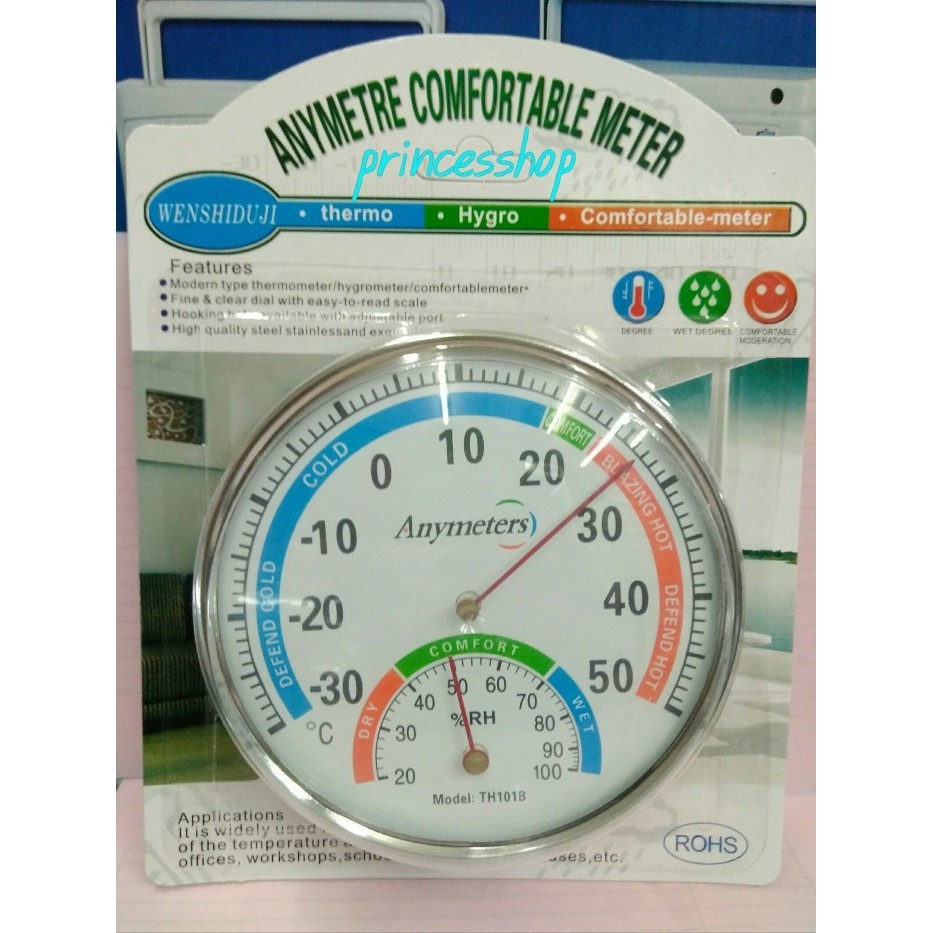 ANYMETRE COMFORTABLE METER
princesshop
WENSHIDUJI • thermo • Hygro • Comfortable-meter
Features
• Modern type thermometer/hygrometer/comfortablemeter•
• Fine & clear dial with easy-to-read scale
• Hooking available with adjustable port
• High quality steel stainlessand
DEGREE
WET DEGREE
COMFORTABLE
MODERATION
DEFEND COLD
COLD
COMFORT
BLAZING HOT
DEFEND HOT
-30
-20
-10
0
10
20
30
40
50
°C
Anymeters
DRY
COMFORT
WET
20
30
40
50
60
70
80
90
100
%RH
Model: TH101B
Applications
It is widely used
of the temperature
offices, workshops, etc.
ROHS